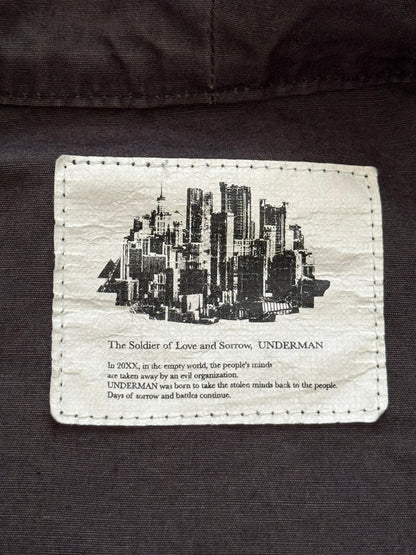 The Soldier of Love and Sorrow, UNDERMAN
In 20XX, in the empty world, the people's minds
are taken away by an evil organization.
UNDERMAN was born to take the stolen minds back to the people.
Days of sorrow and battles continue.